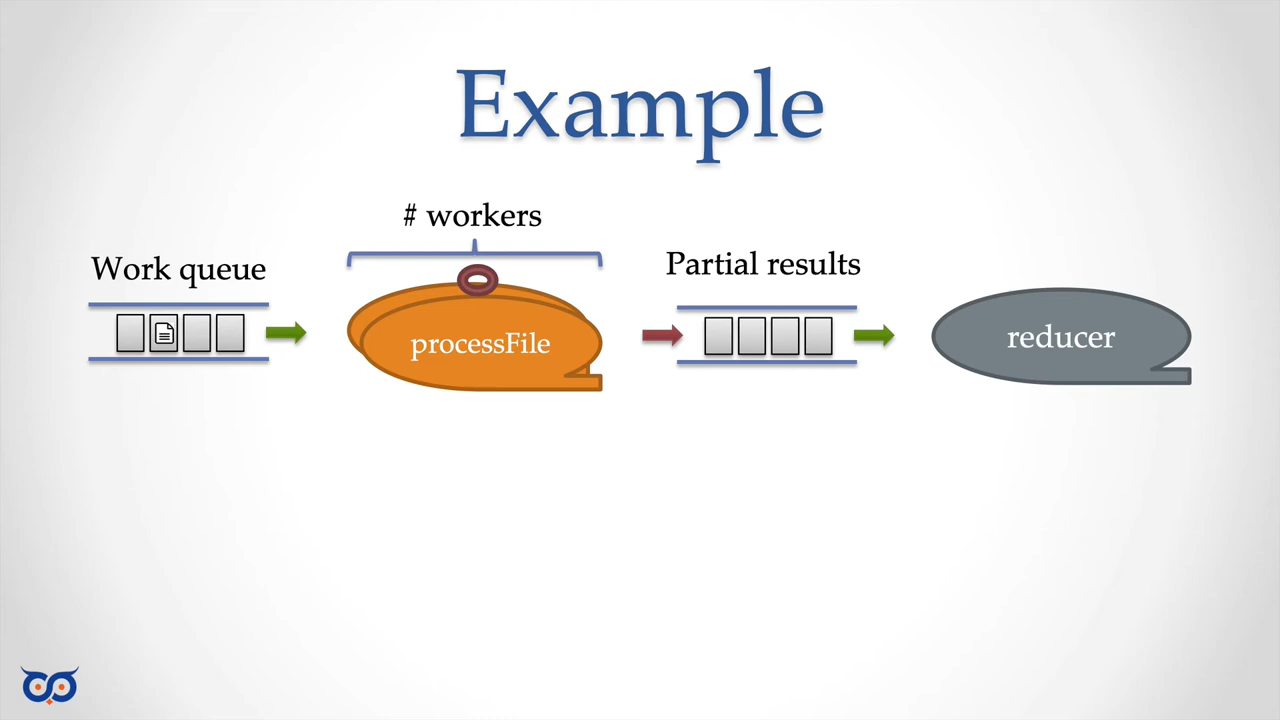 Example
# workers
Work queue
Partial results
processFile
reducer